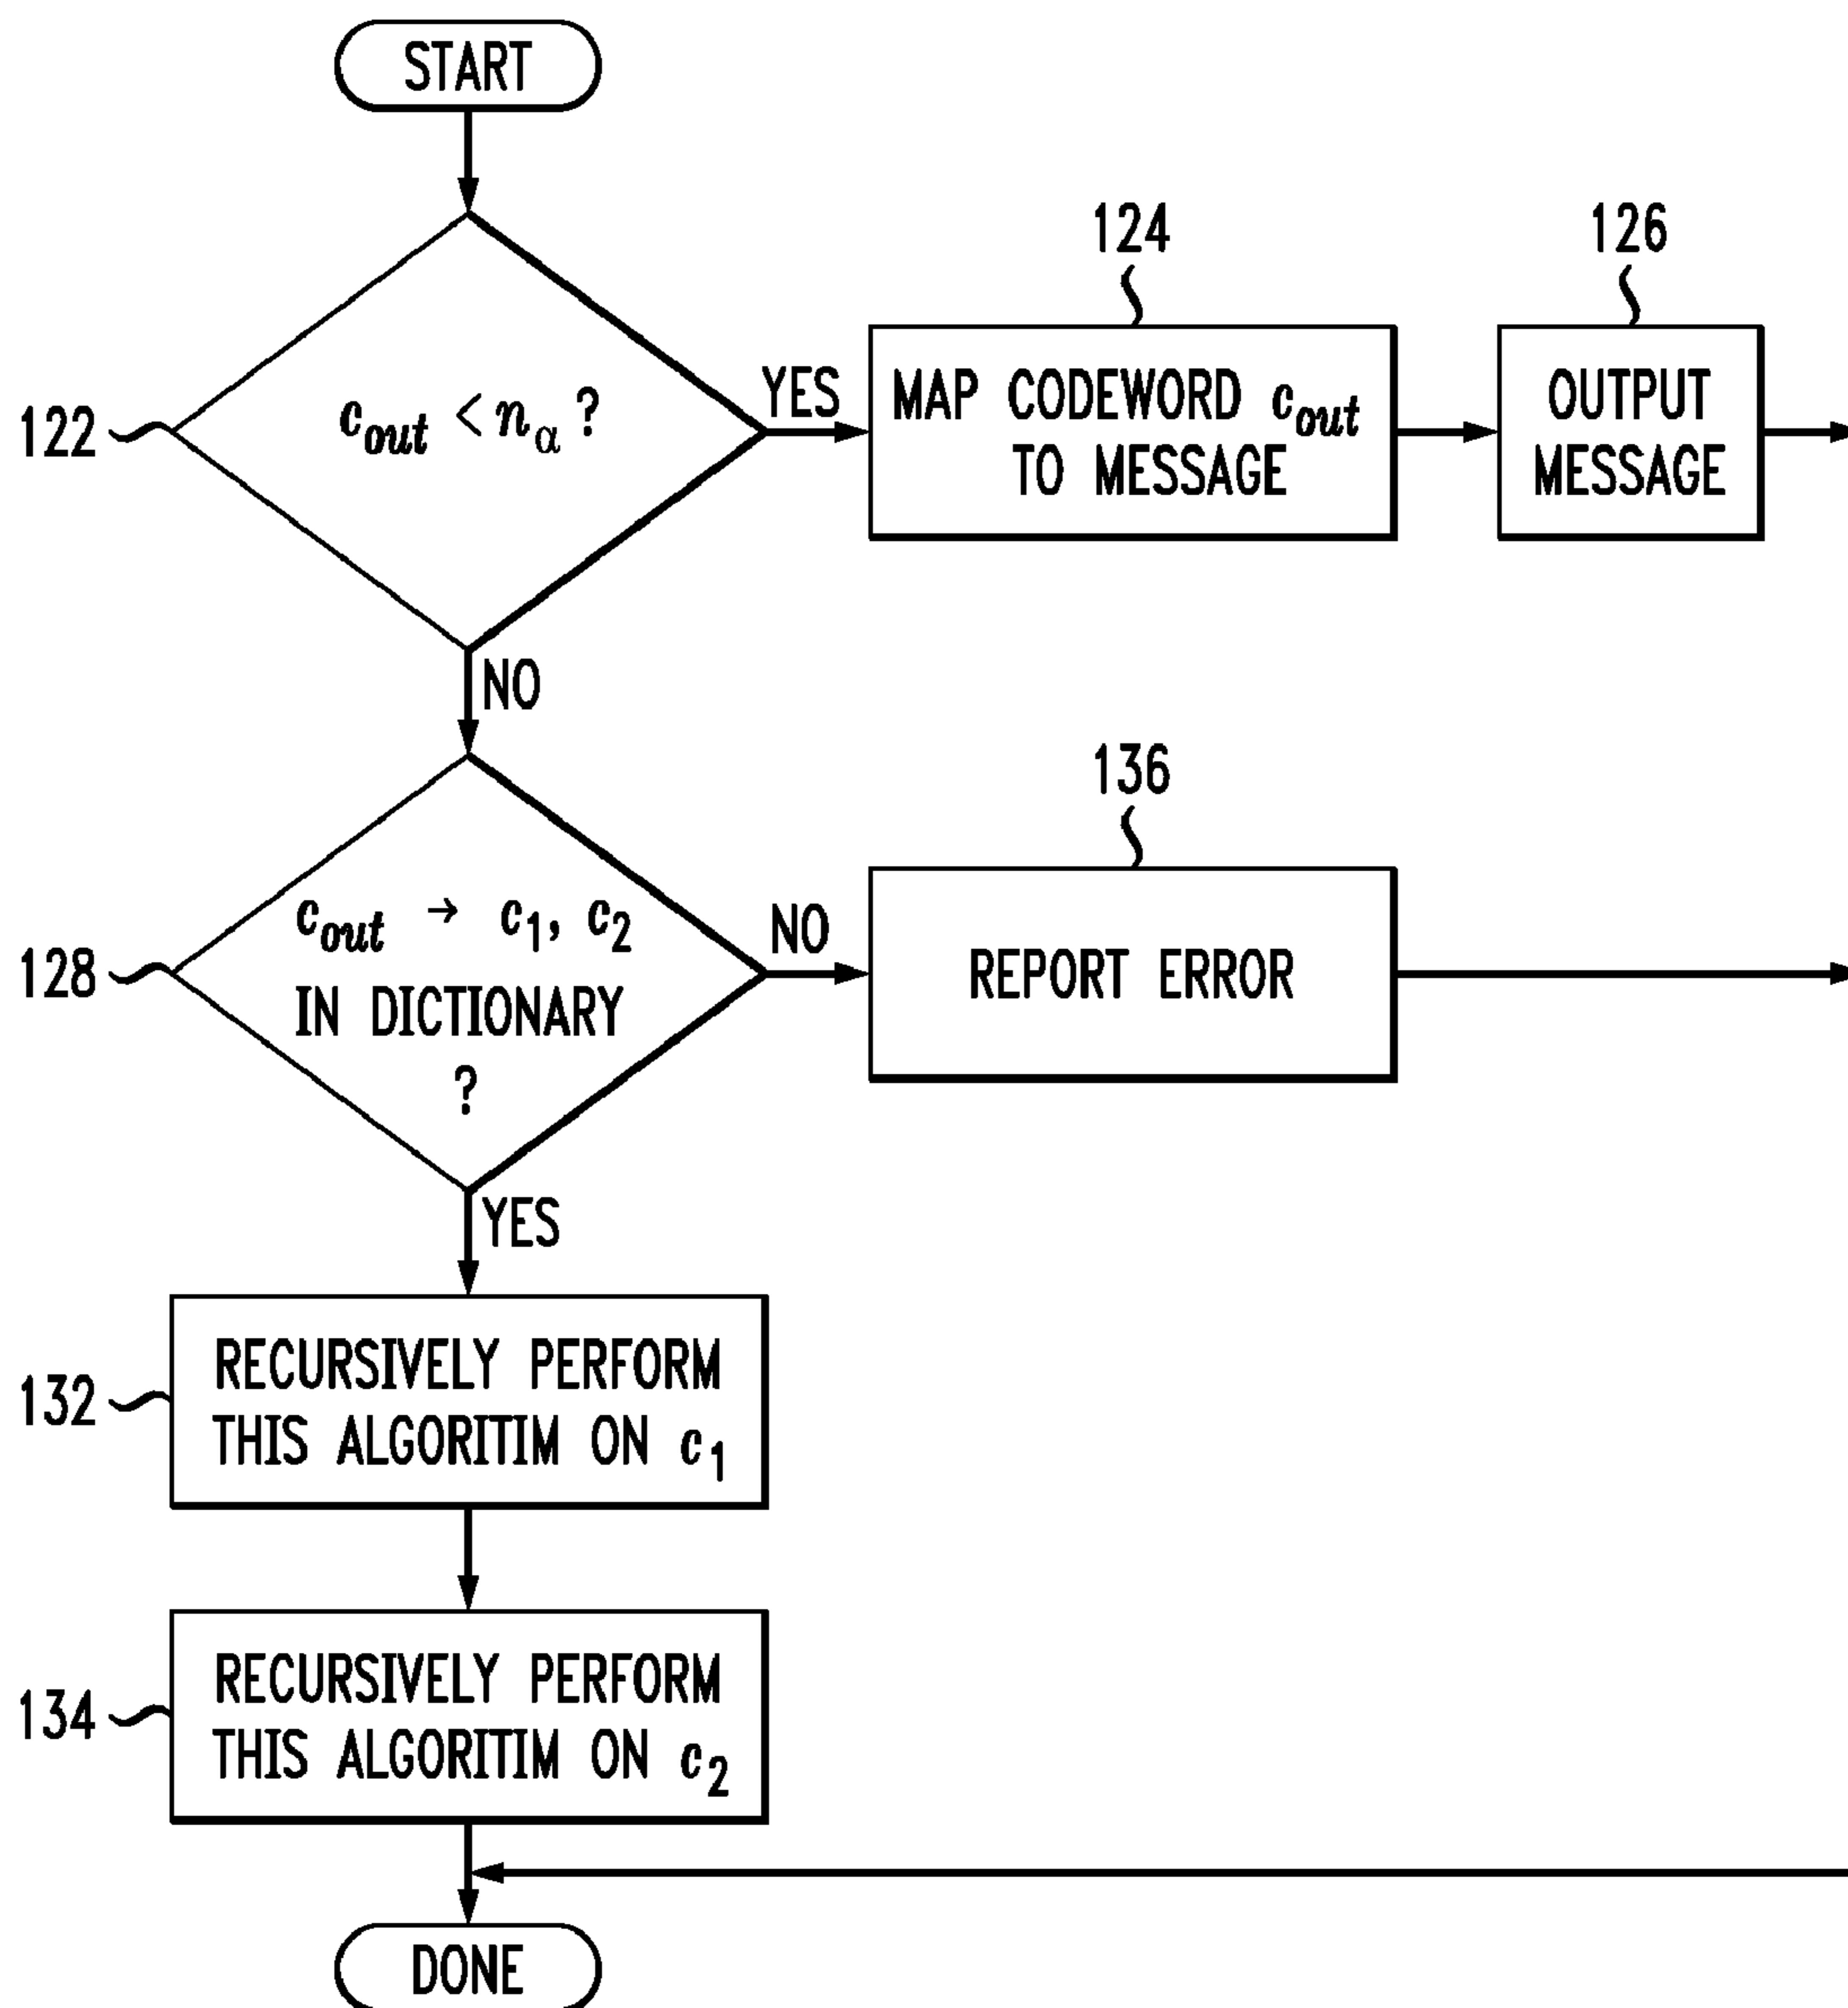 START
122
c_out < n_α ?
YES
124
MAP CODEWORD c_out
TO MESSAGE
126
OUTPUT
MESSAGE
NO
128
c_out → c_1, c_2
IN DICTIONARY
?
NO
136
REPORT ERROR
YES
132
RECURSIVELY PERFORM
THIS ALGORITIM ON c_1
134
RECURSIVELY PERFORM
THIS ALGORITIM ON c_2
DONE